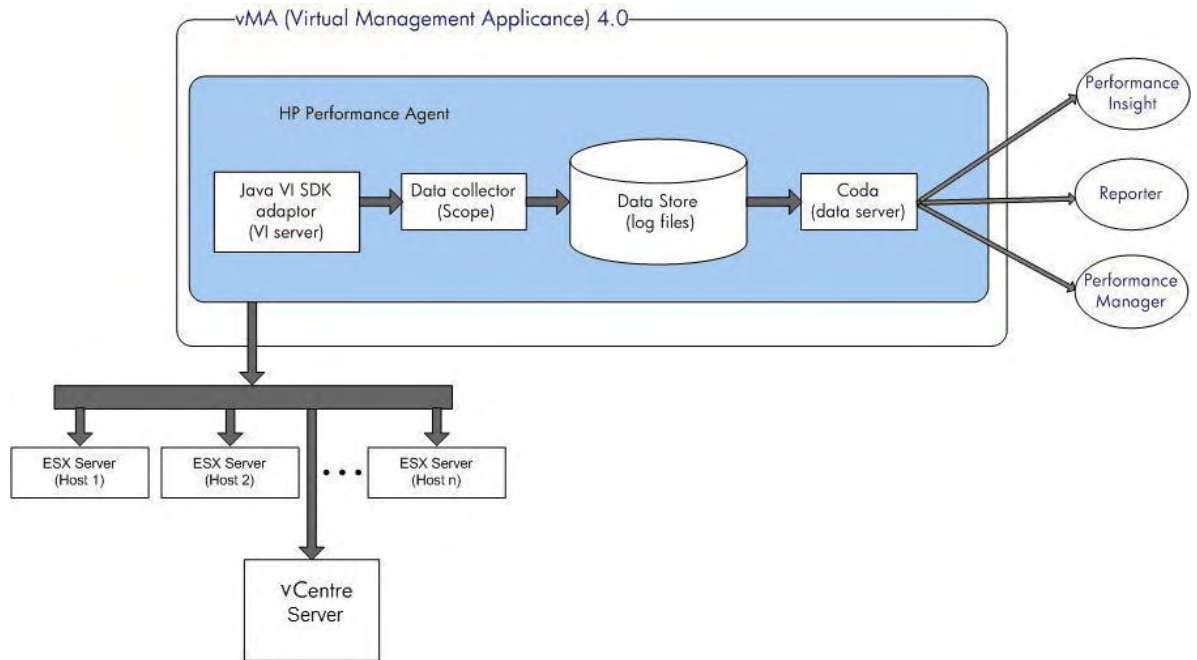 vMA (Virtual Management Applicance) 4.0
HP Performance Agent
Java VI SDK
adaptor
(VI server)
Data collector
(Scope)
Data Store
(log files)
Coda
(data server)
Performance
Insight
Reporter
Performance
Manager
ESX Server
(Host 1)
ESX Server
(Host 2)
ESX Server
(Host n)
vCentre
Server